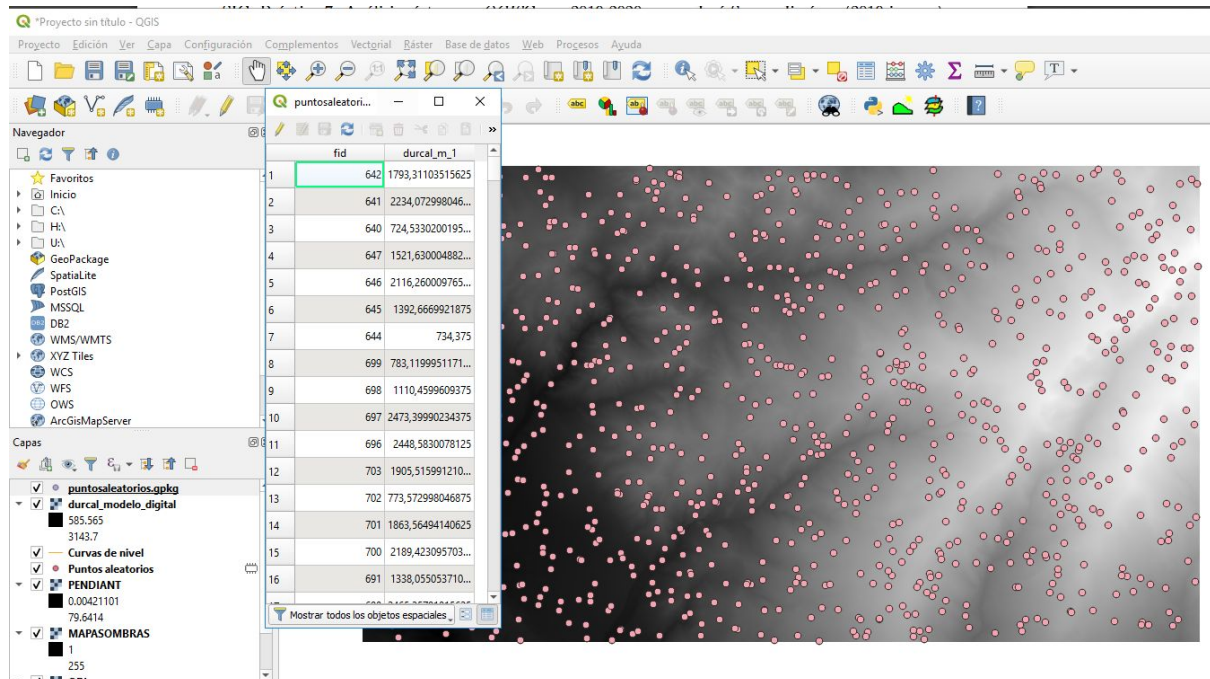 *Proyecto sin título - QGIS
Proyecto Edición Ver Capa Configuración Complementos Vectorial Ráster Base de datos Web Procesos Ayuda
puntosaleatori...
Navegador
Favoritos
Inicio
C:\
H:\
U:\
GeoPackage
SpatiaLite
PostGIS
MSSQL
DB2
WMS/WMTS
XYZ Tiles
WCS
WFS
OWS
ArcGisMapServer
Capas
puntosaleatorios.gpkg
durcal_modelo_digital
585.565
3143.7
Curvas de nivel
Puntos aleatorios
PENDIANT
0.00421101
79.6414
MAPASOMBRAS
1
255
fid durcal_m_1
1 642 1793,31103515625
2 641 2234,072998046...
3 640 724,5330200195...
4 647 1521,630004882...
5 646 2116,260009765...
6 645 1392,6669921875
7 644 734,375
8 699 783,1199951171...
9 698 1110,4599609375
10 697 2473,39990234375
11 696 2448,5830078125
12 703 1905,515991210...
13 702 773,572998046875
14 701 1863,56494140625
15 700 2189,423095703...
16 691 1338,055053710...
Mostrar todos los objetos espaciales